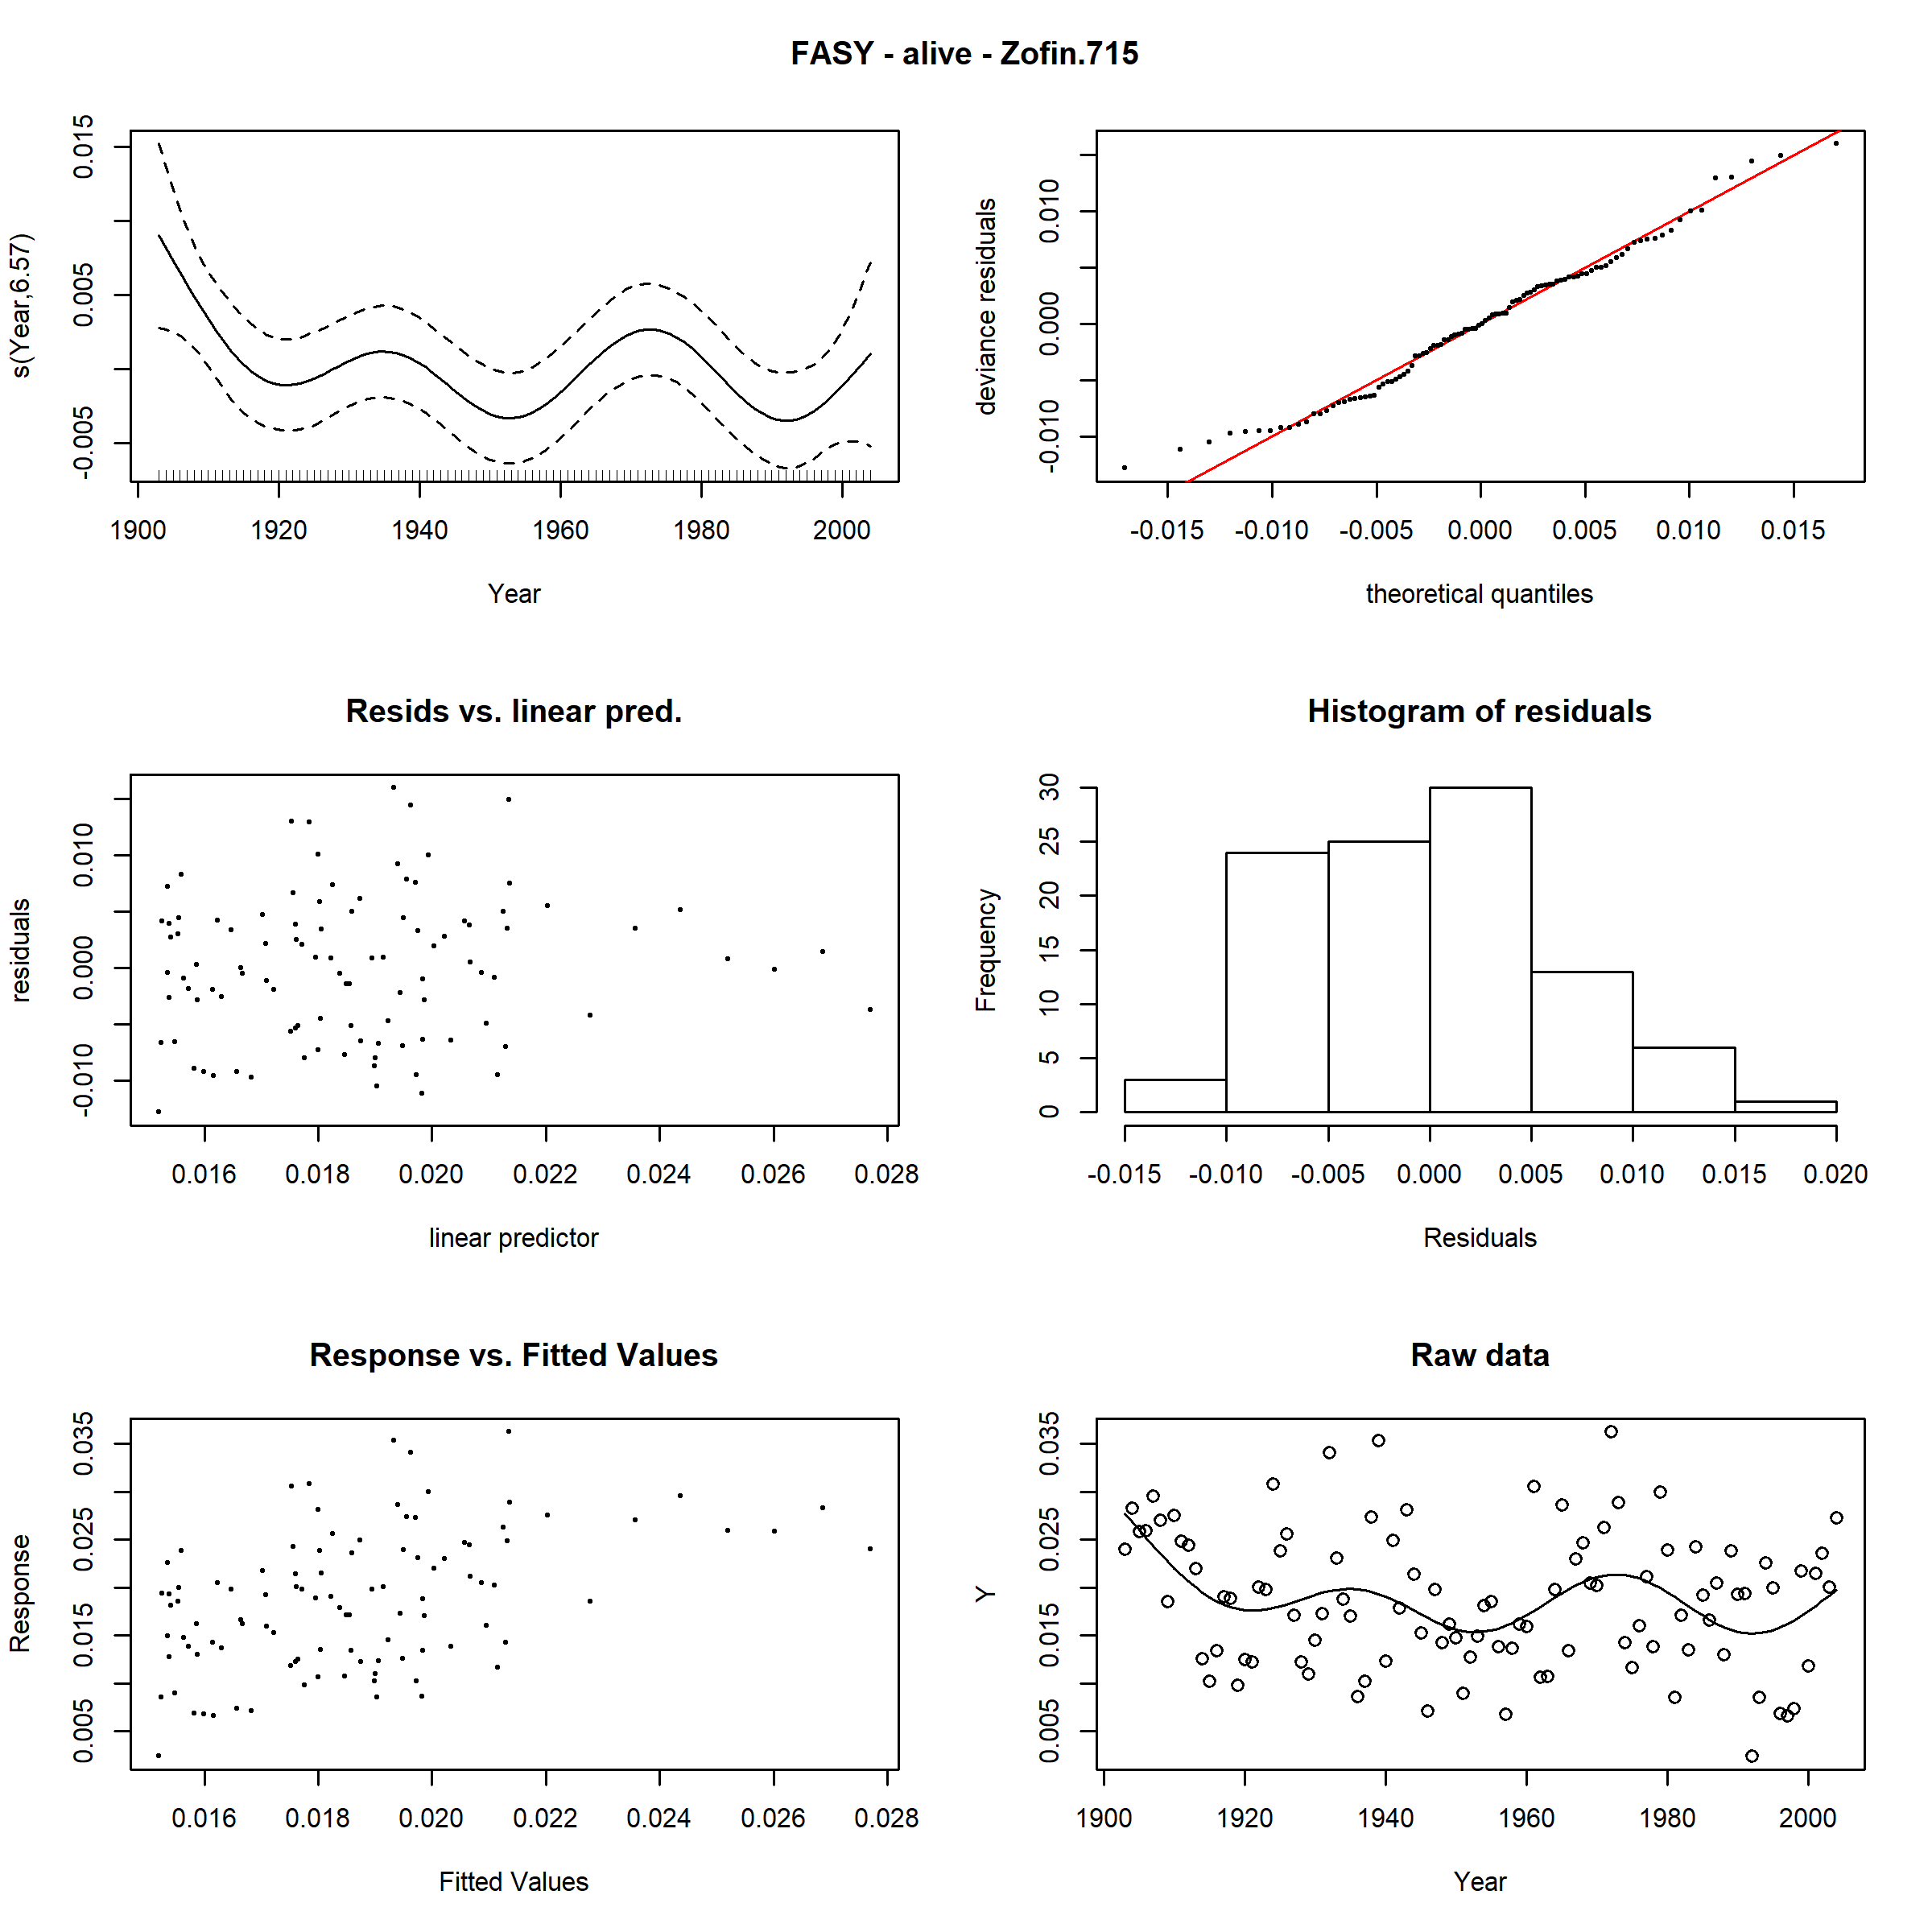 FASY - alive - Zofin.715
s(Year,6.57)
-0.005 0.005 0.015
1900 1920 1940 1960 1980 2000
Year
deviance residuals
-0.010 0.000 0.010
-0.015 -0.010 -0.005 0.000 0.005 0.010 0.015
theoretical quantiles
Resids vs. linear pred.
residuals
-0.010 0.000 0.010
0.016 0.018 0.020 0.022 0.024 0.026 0.028
linear predictor
Histogram of residuals
Frequency
0 5 10 15 20 25 30
-0.015 -0.010 -0.005 0.000 0.005 0.010 0.015 0.020
Residuals
Response vs. Fitted Values
Response
0.005 0.015 0.025 0.035
0.016 0.018 0.020 0.022 0.024 0.026 0.028
Fitted Values
Raw data
Y
0.005 0.015 0.025 0.035
1900 1920 1940 1960 1980 2000
Year